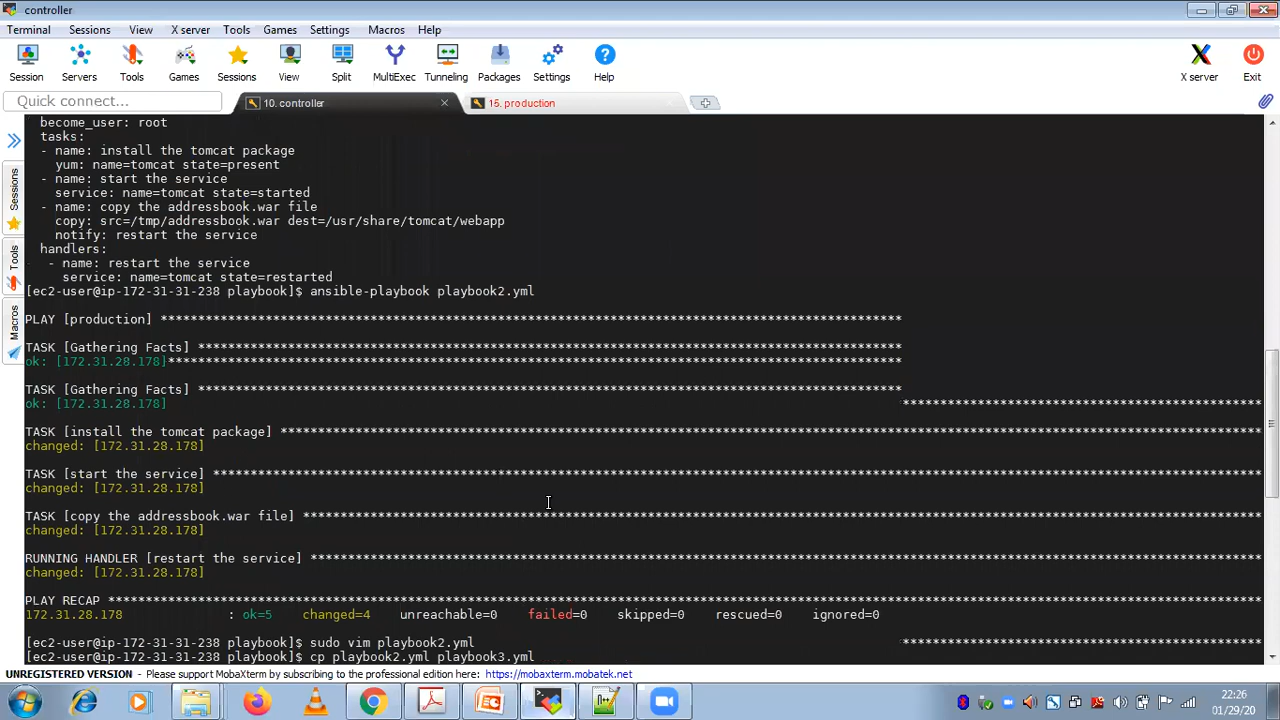 controller
Terminal Sessions View X server Tools Games Settings Macros Help
Session Servers Tools Games Sessions View Split MultiExec Tunneling Packages Settings Help X server Exit
Quick connect... 10. controller 15. production
Sessions
Tools
Macros
become_user: root
tasks:
- name: install the tomcat package
yum: name=tomcat state=present
- name: start the service
service: name=tomcat state=started
- name: copy the addressbook.war file
copy: src=/tmp/addressbook.war dest=/usr/share/tomcat/webapp
notify: restart the service
handlers:
- name: restart the service
service: name=tomcat state=restarted
[ec2-user@ip-172-31-31-238 playbook]$ ansible-playbook playbook2.yml
PLAY [production] ***************************************************************************************************
TASK [Gathering Facts] **********************************************************************************************
ok: [172.31.28.178]**************************************************************************************************
TASK [Gathering Facts] **********************************************************************************************
ok: [172.31.28.178] ************************************************
TASK [install the tomcat package] ***********************************************************************************************************************************
changed: [172.31.28.178]
TASK [start the service] ********************************************************************************************************************************************
changed: [172.31.28.178]
TASK [copy the addressbook.war file] ********************************************************************************************************************************
changed: [172.31.28.178]
RUNNING HANDLER [restart the service] *******************************************************************************************************************************
changed: [172.31.28.178]
PLAY RECAP **********************************************************************************************************************************************************
172.31.28.178 : ok=5 changed=4 unreachable=0 failed=0 skipped=0 rescued=0 ignored=0
[ec2-user@ip-172-31-31-238 playbook]$ sudo vim playbook2.yml ************************************************
[ec2-user@ip-172-31-31-238 playbook]$ cp playbook2.yml playbook3.yml
UNREGISTERED VERSION - Please support MobaXterm by subscribing to the professional edition here: https://mobaxterm.mobatek.net
22:26
01/29/20